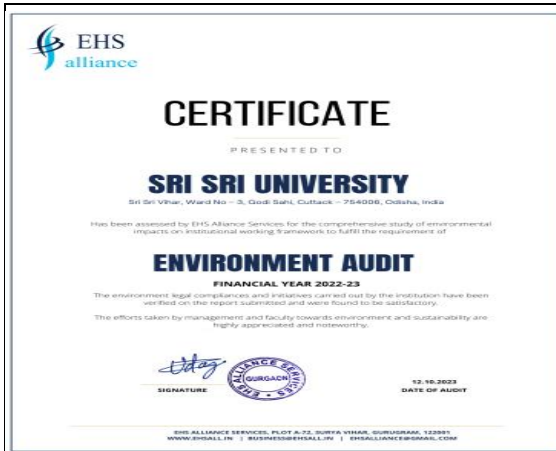 EHS
alliance
CERTIFICATE
PRESENTED TO
SRI SRI UNIVERSITY
Sri Sri Vihar, Ward No – 3, Godi Sahi, Cuttack – 754006, Odisha, India
Has been assessed by EHS Alliance Services for the comprehensive study of environmental
impacts on institutional working framework to fulfill the requirement of
ENVIRONMENT AUDIT
FINANCIAL YEAR 2022-23
The environment legal compliances and initiatives carried out by the institution have been
verified on the report submitted and were found to be satisfactory.
The efforts taken by management and faculty towards environment and sustainability are
highly appreciated and noteworthy.
SIGNATURE
EHS ALLIANCE SERVICES
GURGAON
12.10.2023
DATE OF AUDIT
EHS ALLIANCE SERVICES, PLOT A-72, SURYA VIHAR, GURUGRAM, 122001
WWW.EHSALL.IN | BUSINESS@EHSALL.IN | EHSALLIANCE@GMAIL.COM